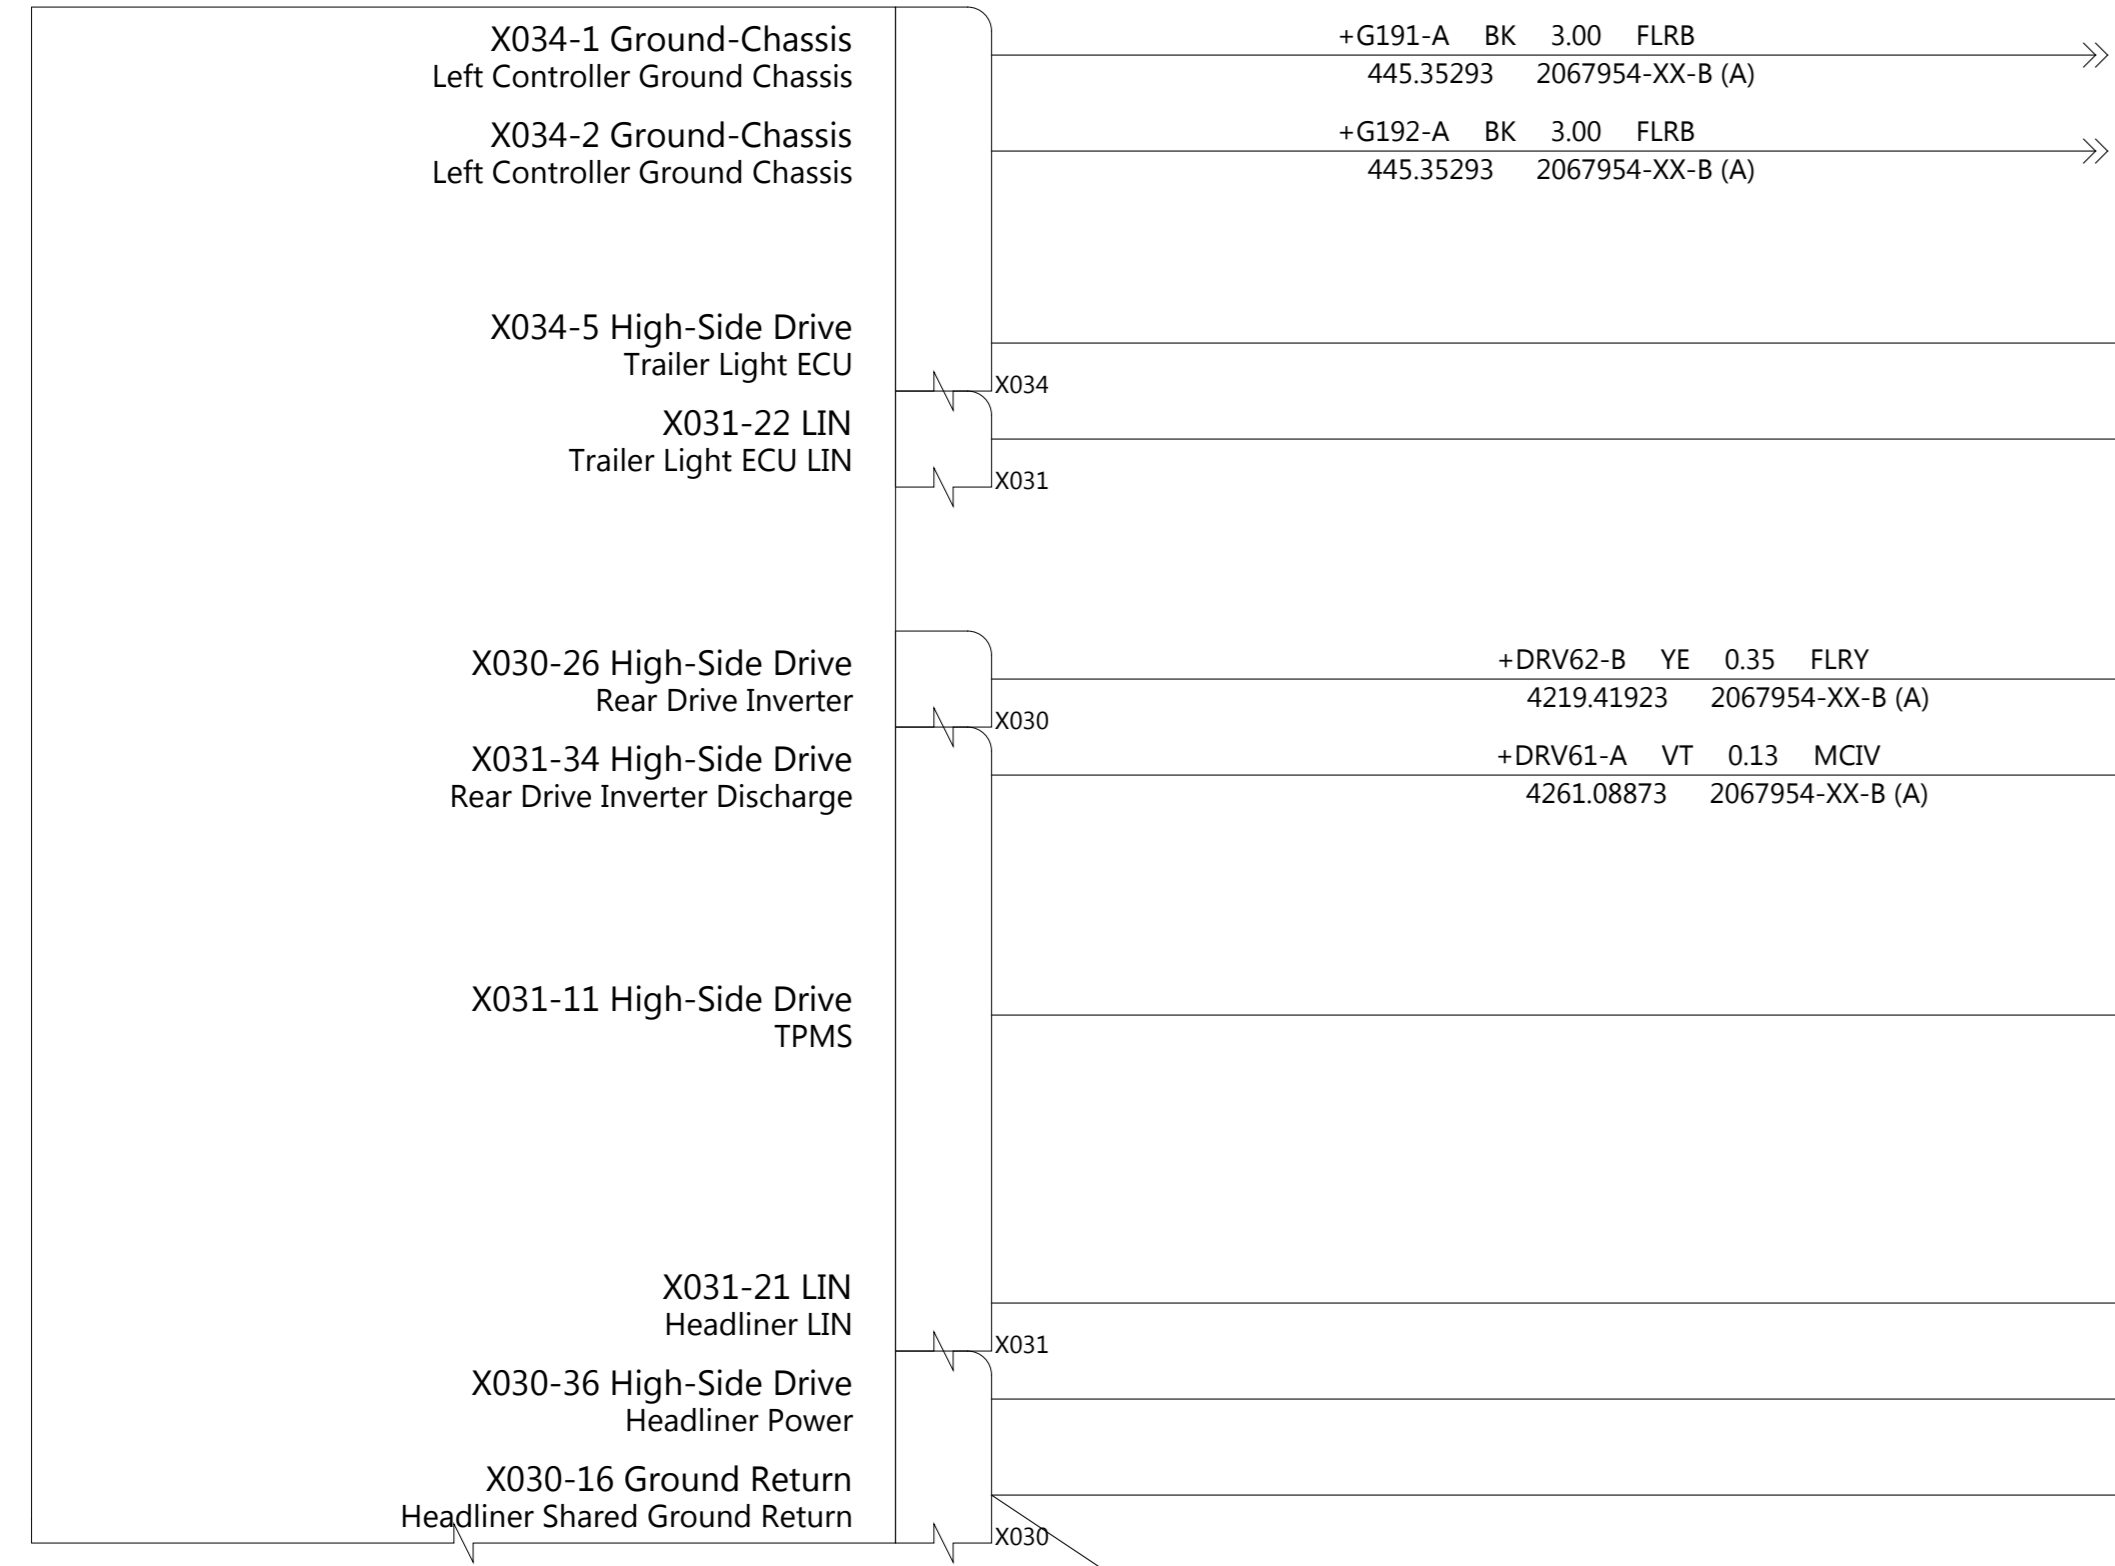 X034-1 Ground-Chassis
Left Controller Ground Chassis
+G191-A BK 3.00 FLRB
445.35293 2067954-XX-B (A)
X034-2 Ground-Chassis
Left Controller Ground Chassis
+G192-A BK 3.00 FLRB
445.35293 2067954-XX-B (A)
X034-5 High-Side Drive
Trailer Light ECU
X034
X031-22 LIN
Trailer Light ECU LIN
X031
X030-26 High-Side Drive
Rear Drive Inverter
+DRV62-B YE 0.35 FLRY
4219.41923 2067954-XX-B (A)
X030
X031-34 High-Side Drive
Rear Drive Inverter Discharge
+DRV61-A VT 0.13 MCIV
4261.08873 2067954-XX-B (A)
X031-11 High-Side Drive
TPMS
X031-21 LIN
Headliner LIN
X031
X030-36 High-Side Drive
Headliner Power
X030-16 Ground Return
Headliner Shared Ground Return
X030